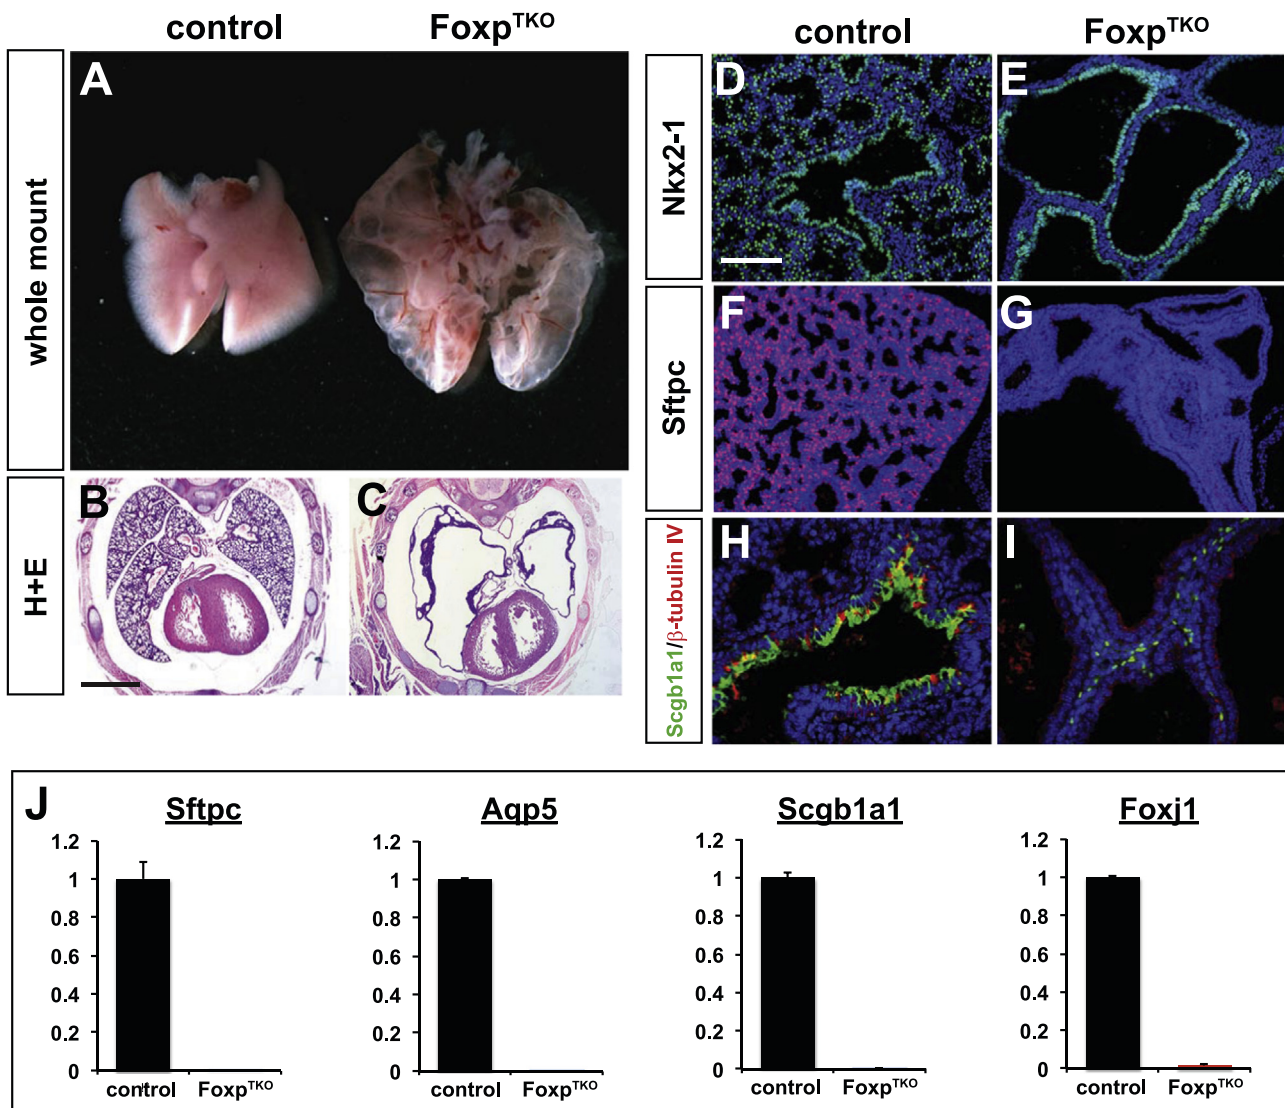 control Foxp^TKO
control Foxp^TKO
whole mount
A
H+E
B
C
Nkx2-1
D
E
Sftpc
F
G
Scgb1a1/β-tubulin IV
H
I
J
Sftpc Aqp5 Scgb1a1 Foxj1
1.2 1.2 1.2 1.2
1 1 1 1
0.8 0.8 0.8 0.8
0.6 0.6 0.6 0.6
0.4 0.4 0.4 0.4
0.2 0.2 0.2 0.2
0 0 0 0
control Foxp^TKO control Foxp^TKO control Foxp^TKO control Foxp^TKO